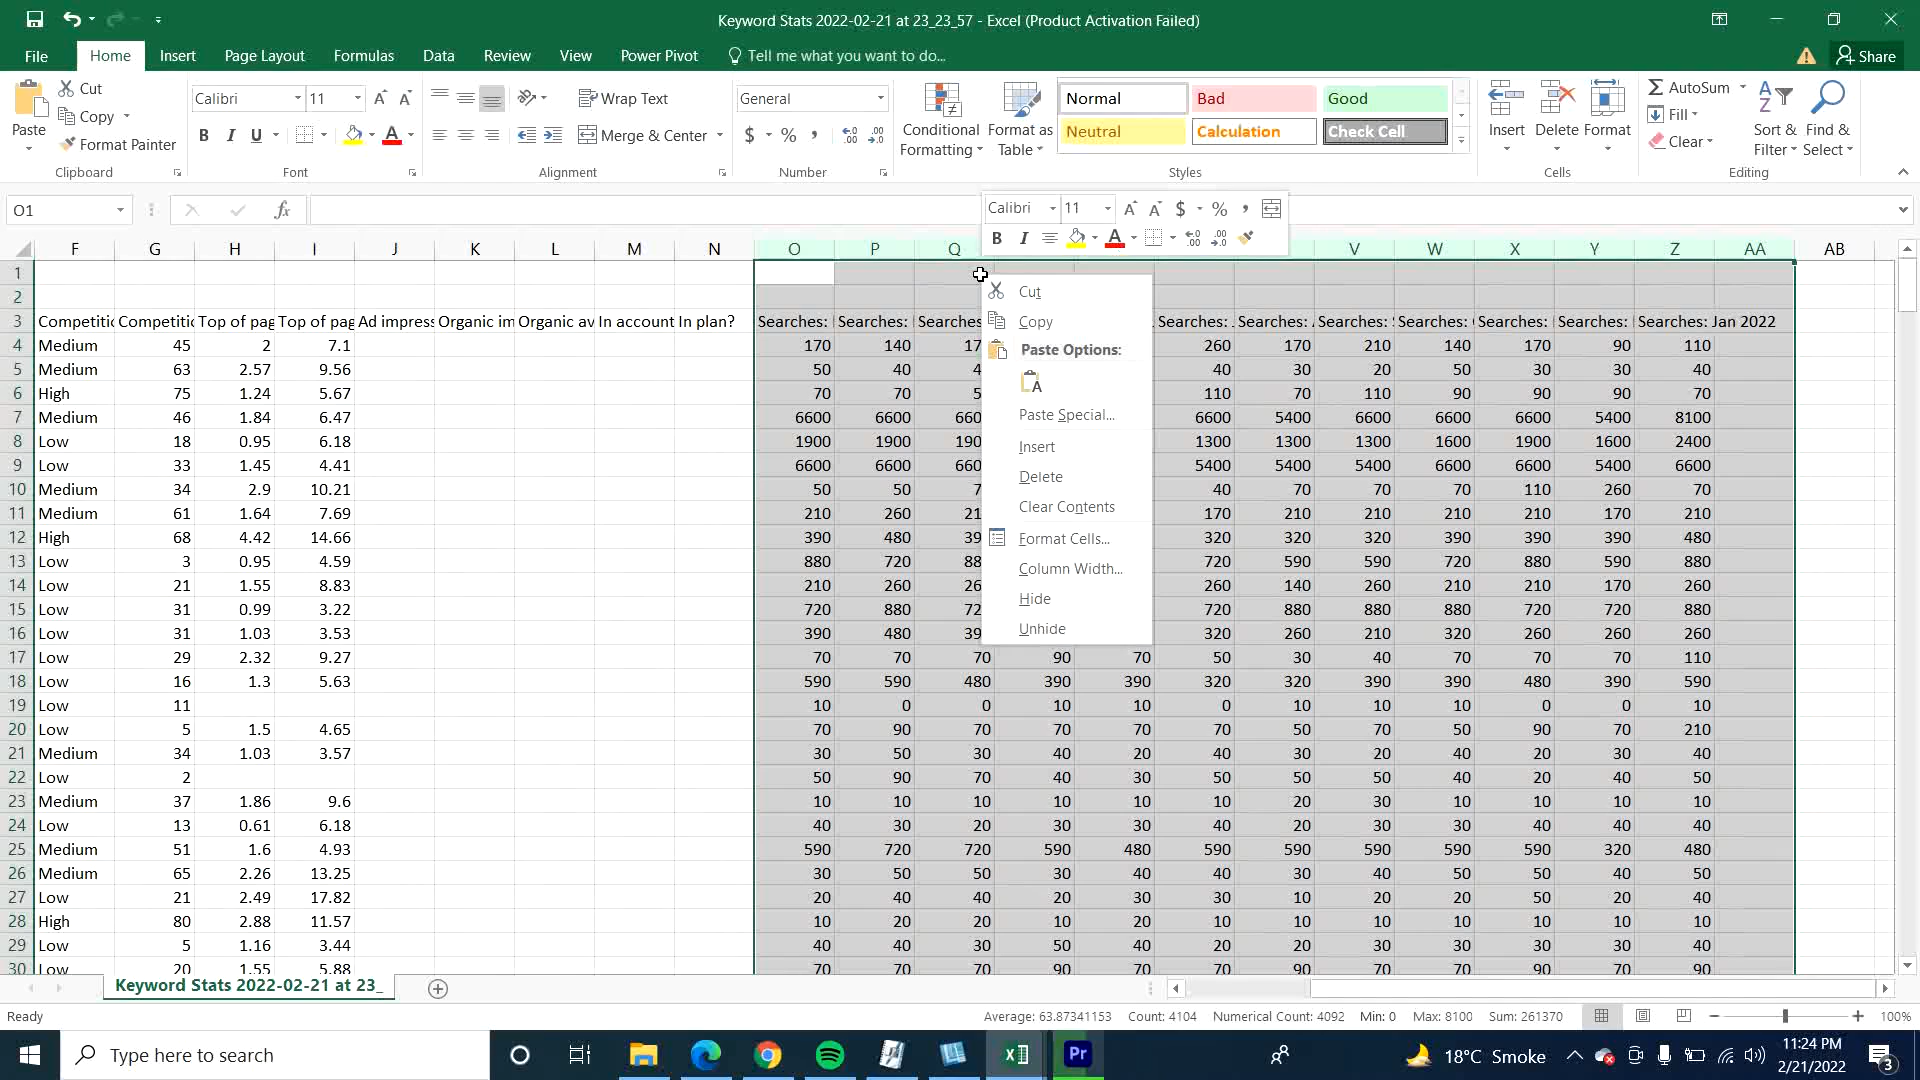 Keyword Stats 2022-02-21 at 23_23_57 - Excel (Product Activation Failed)
File Home Insert Page Layout Formulas Data Review View Power Pivot Tell me what you want to do... Share
Paste Cut Copy Format Painter Clipboard
Calibri 11 B I U Font
Wrap Text Merge & Center Alignment
General $ % , Number
Conditional Formatting Format as Table
Normal Bad Good
Neutral Calculation Check Cell
Styles
Insert Delete Format Cells
AutoSum Fill Clear Sort & Filter Find & Select Editing
O1 fx
Calibri 11 A A $ % ,
B I A
F G H I J K L M N O P Q V W X Y Z AA AB
1
2
3 Competitic Competitic Top of pag Top of pag Ad impress Organic im Organic av In account In plan? Searches: Searches: Searches: Searches: Searches: Searches: Searches: Searches: Searches: Searches: Jan 2022
4 Medium 45 2 7.1 170 140 17 260 170 210 140 170 90 110
5 Medium 63 2.57 9.56 50 40 4 40 30 20 50 30 30 40
6 High 75 1.24 5.67 70 70 5 110 70 110 90 90 90 70
7 Medium 46 1.84 6.47 6600 6600 660 6600 5400 6600 6600 6600 5400 8100
8 Low 18 0.95 6.18 1900 1900 190 1300 1300 1300 1600 1900 1600 2400
9 Low 33 1.45 4.41 6600 6600 660 5400 5400 5400 6600 6600 5400 6600
10 Medium 34 2.9 10.21 50 50 7 40 70 70 70 110 260 70
11 Medium 61 1.64 7.69 210 260 21 170 210 210 210 210 170 210
12 High 68 4.42 14.66 390 480 39 320 320 320 390 390 390 480
13 Low 3 0.95 4.59 880 720 88 720 590 590 720 880 590 720
14 Low 21 1.55 8.83 210 260 26 260 140 260 210 210 170 260
15 Low 31 0.99 3.22 720 880 72 720 880 880 880 720 720 880
16 Low 31 1.03 3.53 390 480 39 320 260 210 320 260 260 260
17 Low 29 2.32 9.27 70 70 70 90 70 50 30 40 70 70 70 110
18 Low 16 1.3 5.63 590 590 480 390 390 320 320 390 390 480 390 590
19 Low 11 10 0 0 10 10 0 10 10 10 0 0 10
20 Low 5 1.5 4.65 70 90 70 70 70 70 50 70 50 90 70 210
21 Medium 34 1.03 3.57 30 50 30 40 20 40 30 20 40 20 30 40
22 Low 2 50 90 70 40 30 50 50 50 40 20 40 50
23 Medium 37 1.86 9.6 10 10 10 10 10 10 20 30 10 10 10 10
24 Low 13 0.61 6.18 40 30 20 30 30 40 20 30 30 40 40 40
25 Medium 51 1.6 4.93 590 720 720 590 480 590 590 590 590 590 320 480
26 Medium 65 2.26 13.25 30 50 50 30 40 40 30 40 50 50 40 50
27 Low 21 2.49 17.82 20 40 40 20 30 30 10 20 20 50 20 40
28 High 80 2.88 11.57 10 20 20 10 20 10 10 10 10 10 10 10
29 Low 5 1.16 3.44 40 40 30 50 40 20 20 30 30 30 30 40
30 Low 20 1.55 5.88 70 70 70 90 70 70 90 70 70 90 70 90
Cut
Copy
Paste Options:
Paste Special...
Insert
Delete
Clear Contents
Format Cells...
Column Width...
Hide
Unhide
Keyword Stats 2022-02-21 at 23_
Ready Average: 63.87341153 Count: 4104 Numerical Count: 4092 Min: 0 Max: 8100 Sum: 261370 100%
Type here to search Pr 18°C Smoke 11:24 PM
2/21/2022 3